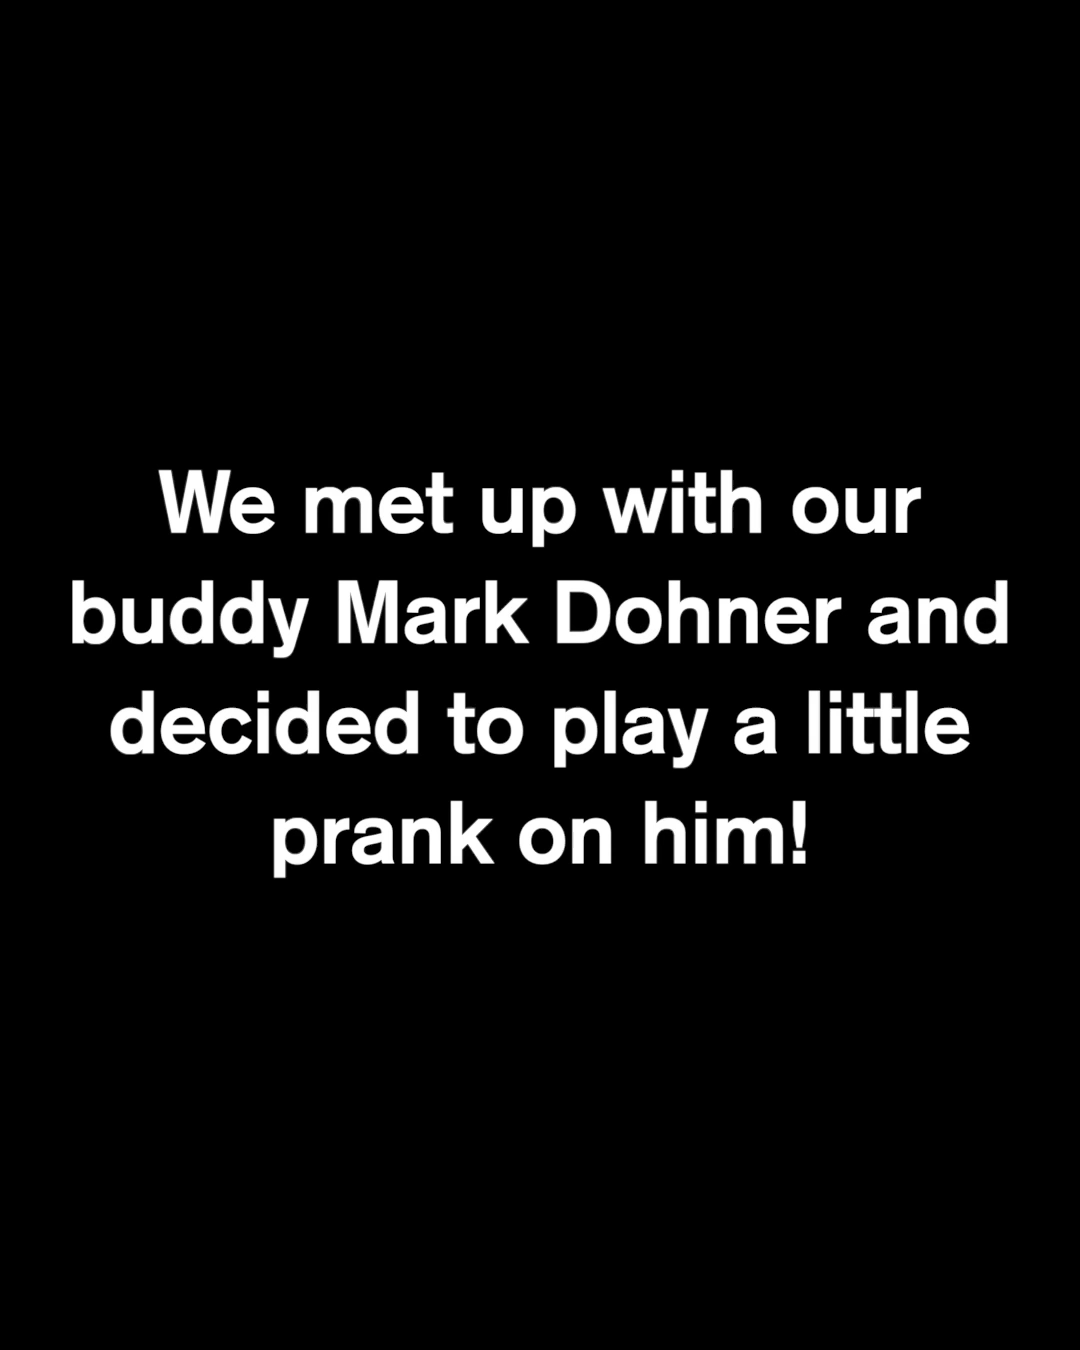 We met up with our
buddy Mark Dohner and
decided to play a little
prank on him!